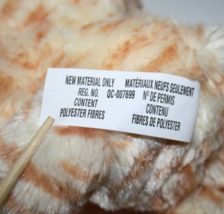 NEW MATERIAL ONLY MATÉRIAUX NEUFS SEULEMENT
REG. NO. QC-007699 Nº DE PERMIS
CONTENT CONTENU
POLYESTER FIBRES FIBRES DE POLYESTER